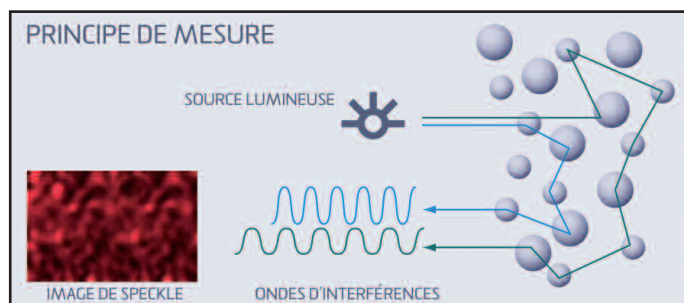 PRINCIPE DE MESURE
SOURCE LUMINEUSE
IMAGE DE SPECKLE
ONDES D'INTERFÉRENCES